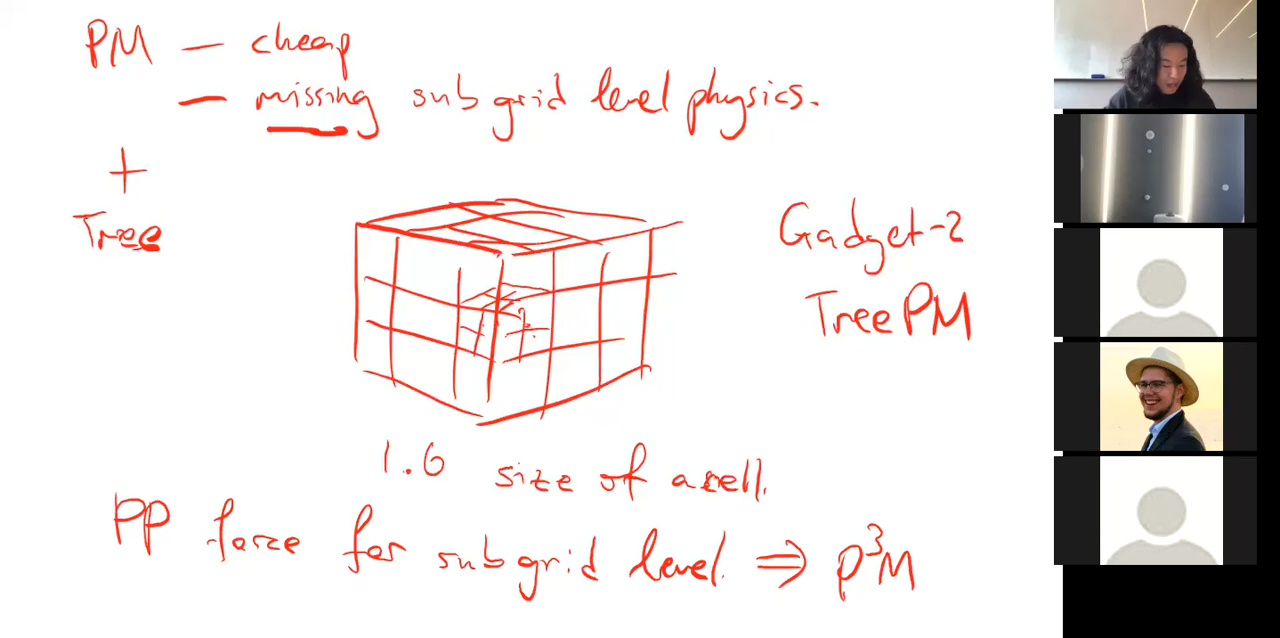 PM — cheap
— missing subgrid level physics.
+
Tree
Gadget-2
TreePM
1.6 size of a cell.
PP force for subgrid level ⇒ P³M